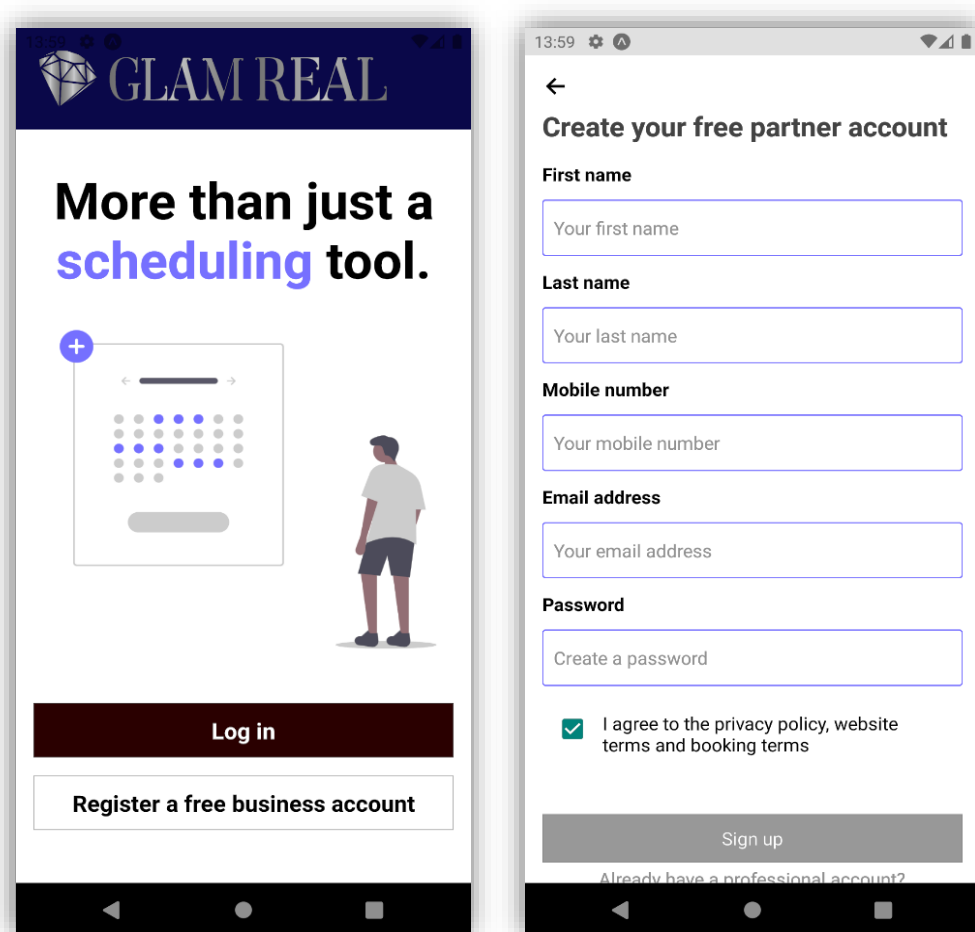 13:59
GLAM REAL
More than just a
scheduling tool.
Log in
Register a free business account
13:59
Create your free partner account
First name
Your first name
Last name
Your last name
Mobile number
Your mobile number
Email address
Your email address
Password
Create a password
I agree to the privacy policy, website
terms and booking terms
Sign up
Already have a professional account?